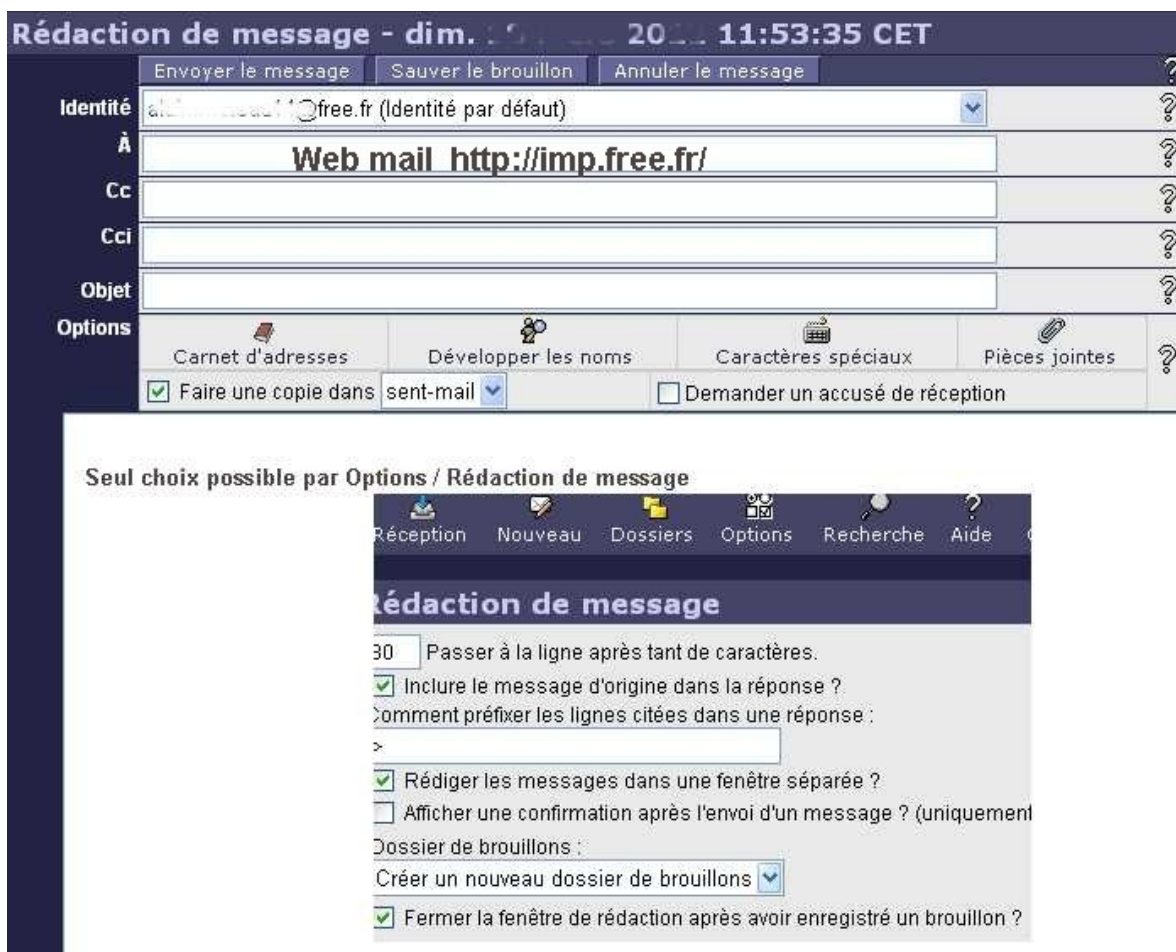 Rédaction de message - dim. 20 11:53:35 CET
Envoyer le message Sauver le brouillon Annuler le message ?
Identité @free.fr (Identité par défaut) ?
À Web mail http://imp.free.fr/ ?
Cc ?
Cci ?
Objet ?
Options Carnet d'adresses Développer les noms Caractères spéciaux Pièces jointes ?
Faire une copie dans sent-mail Demander un accusé de réception
Seul choix possible par Options / Rédaction de message
Réception Nouveau Dossiers Options Recherche Aide
Rédaction de message
80 Passer à la ligne après tant de caractères.
Inclure le message d'origine dans la réponse ?
Comment préfixer les lignes citées dans une réponse :
>
Rédiger les messages dans une fenêtre séparée ?
Afficher une confirmation après l'envoi d'un message ? (uniquement
Dossier de brouillons :
Créer un nouveau dossier de brouillons
Fermer la fenêtre de rédaction après avoir enregistré un brouillon ?